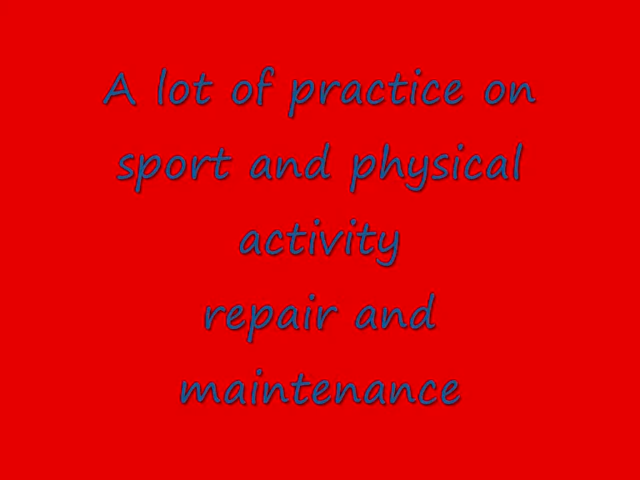 A lot of practice on
sport and physical
activity
repair and
maintenance